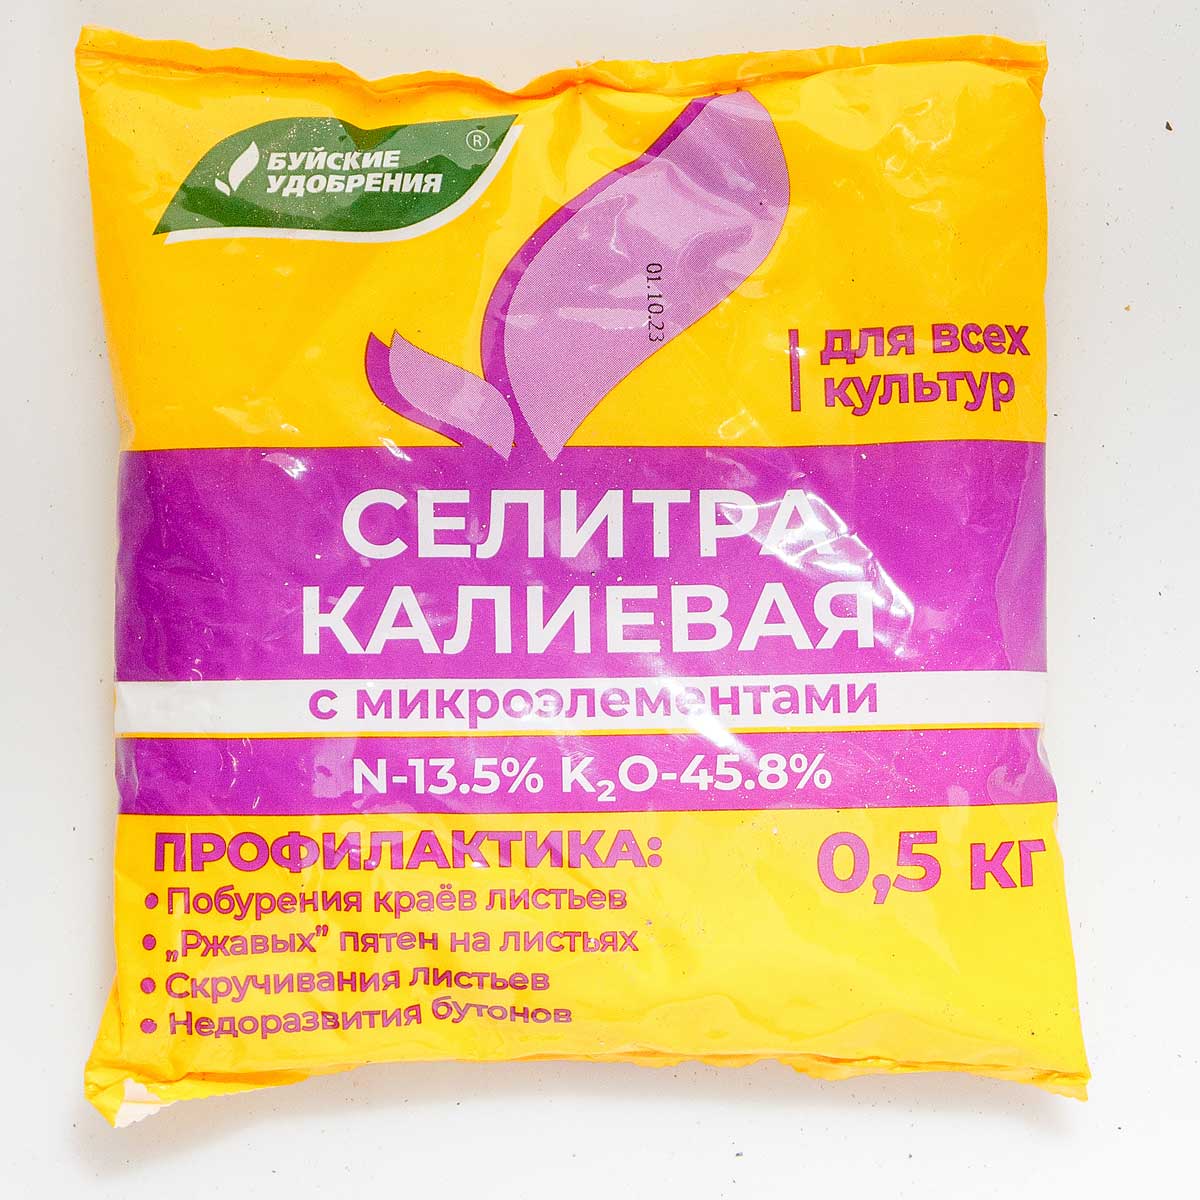 БУЙСКИЕ
УДОБРЕНИЯ
®
01.10.23
для всех
культур
СЕЛИТРА
КАЛИЕВАЯ
с микроэлементами
N-13.5% K₂O-45.8%
ПРОФИЛАКТИКА:
0,5 кг
• Побурения краёв листьев
• „Ржавых” пятен на листьях
• Скручивания листьев
• Недоразвития бутонов